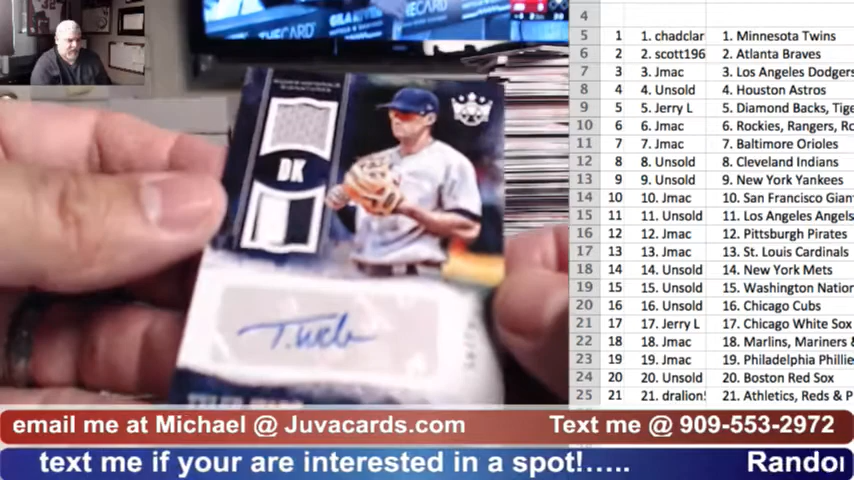 THECARD
DK
T. Webb
TYLER WEBB
4
5 1 1. chadclar 1. Minnesota Twins
6 2 2. scott196 2. Atlanta Braves
7 3 3. Jmac 3. Los Angeles Dodgers
8 4 4. Unsold 4. Houston Astros
9 5 5. Jerry L 5. Diamond Backs, Tige
10 6 6. Jmac 6. Rockies, Rangers, Ro
11 7 7. Jmac 7. Baltimore Orioles
12 8 8. Unsold 8. Cleveland Indians
13 9 9. Unsold 9. New York Yankees
14 10 10. Jmac 10. San Francisco Giant
15 11 11. Unsold 11. Los Angeles Angels
16 12 12. Jmac 12. Pittsburgh Pirates
17 13 13. Jmac 13. St. Louis Cardinals
18 14 14. Unsold 14. New York Mets
19 15 15. Unsold 15. Washington Nation
20 16 16. Unsold 16. Chicago Cubs
21 17 17. Jerry L 17. Chicago White Sox
22 18 18. Jmac 18. Marlins, Mariners &
23 19 19. Jmac 19. Philadelphia Phillie
24 20 20. Unsold 20. Boston Red Sox
25 21 21. dralion! 21. Athletics, Reds & P
email me at Michael @ Juvacards.com Text me @ 909-553-2972
text me if your are interested in a spot!..... Random